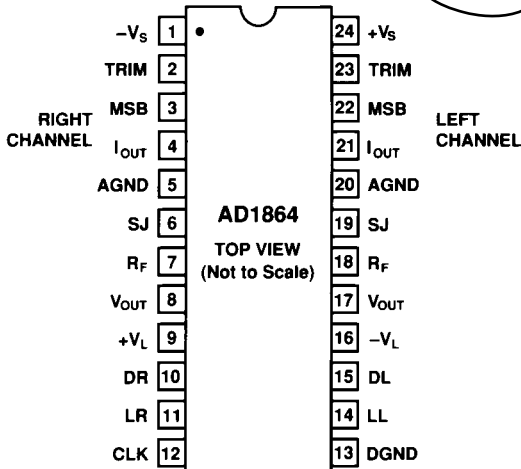 −VS 1 24 +VS
TRIM 2 23 TRIM
MSB 3 22 MSB
RIGHT CHANNEL
LEFT CHANNEL
IOUT 4 21 IOUT
AGND 5 20 AGND
SJ 6 19 SJ
AD1864
TOP VIEW
(Not to Scale)
RF 7 18 RF
VOUT 8 17 VOUT
+VL 9 16 −VL
DR 10 15 DL
LR 11 14 LL
CLK 12 13 DGND